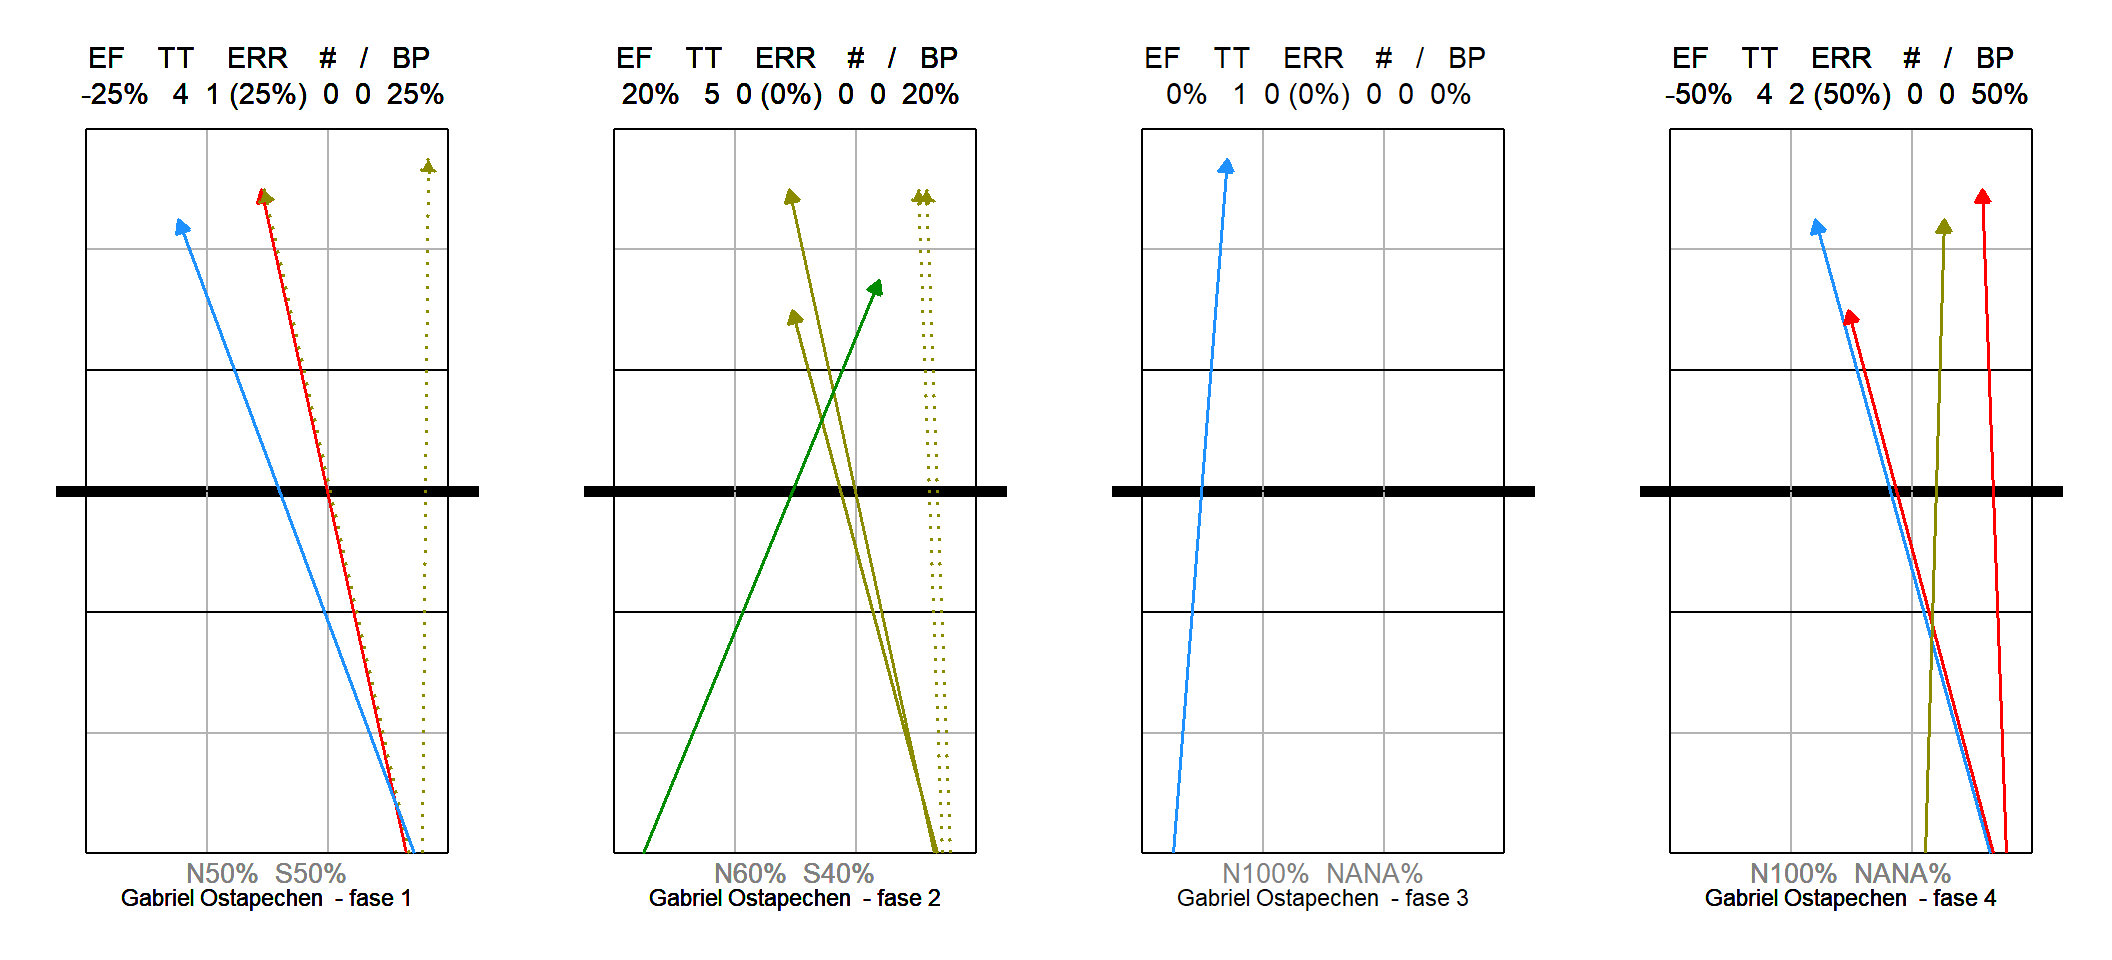 EF TT ERR # / BP
-25% 4 1 (25%) 0 0 25%
N50% S50%
Gabriel Ostapechen - fase 1
EF TT ERR # / BP
20% 5 0 (0%) 0 0 20%
N60% S40%
Gabriel Ostapechen - fase 2
EF TT ERR # / BP
0% 1 0 (0%) 0 0 0%
N100% NANA%
Gabriel Ostapechen - fase 3
EF TT ERR # / BP
-50% 4 2 (50%) 0 0 50%
N100% NANA%
Gabriel Ostapechen - fase 4